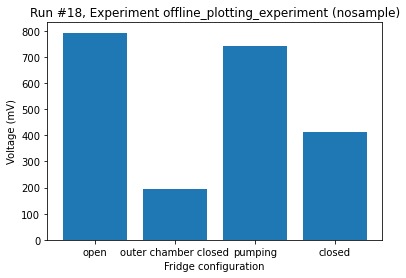 Run #18, Experiment offline_plotting_experiment (nosample)
Voltage (mV)
800
700
600
500
400
300
200
100
0
open outer chamber closed pumping closed
Fridge configuration